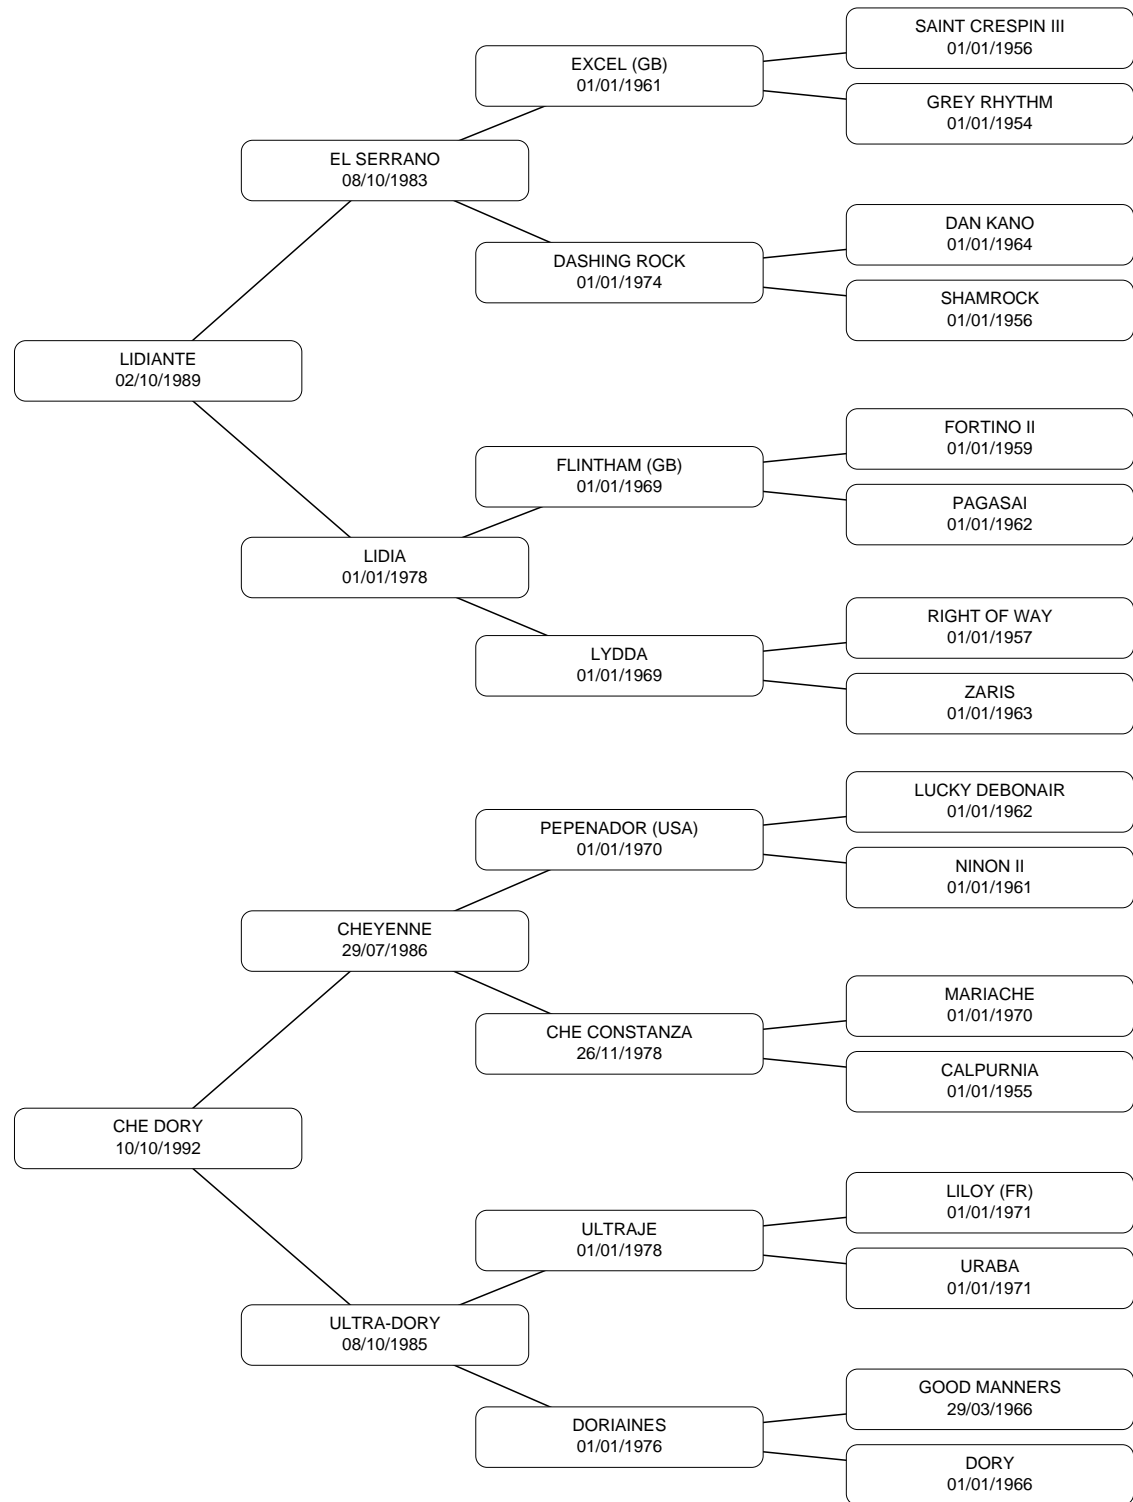 SAINT CRESPIN III
01/01/1956
EXCEL (GB)
01/01/1961
GREY RHYTHM
01/01/1954
EL SERRANO
08/10/1983
DAN KANO
01/01/1964
DASHING ROCK
01/01/1974
SHAMROCK
01/01/1956
LIDIANTE
02/10/1989
FORTINO II
01/01/1959
FLINTHAM (GB)
01/01/1969
PAGASAI
01/01/1962
LIDIA
01/01/1978
RIGHT OF WAY
01/01/1957
LYDDA
01/01/1969
ZARIS
01/01/1963
LUCKY DEBONAIR
01/01/1962
PEPENADOR (USA)
01/01/1970
NINON II
01/01/1961
CHEYENNE
29/07/1986
MARIACHE
01/01/1970
CHE CONSTANZA
26/11/1978
CALPURNIA
01/01/1955
CHE DORY
10/10/1992
LILOY (FR)
01/01/1971
ULTRAJE
01/01/1978
URABA
01/01/1971
ULTRA-DORY
08/10/1985
GOOD MANNERS
29/03/1966
DORIAINES
01/01/1976
DORY
01/01/1966